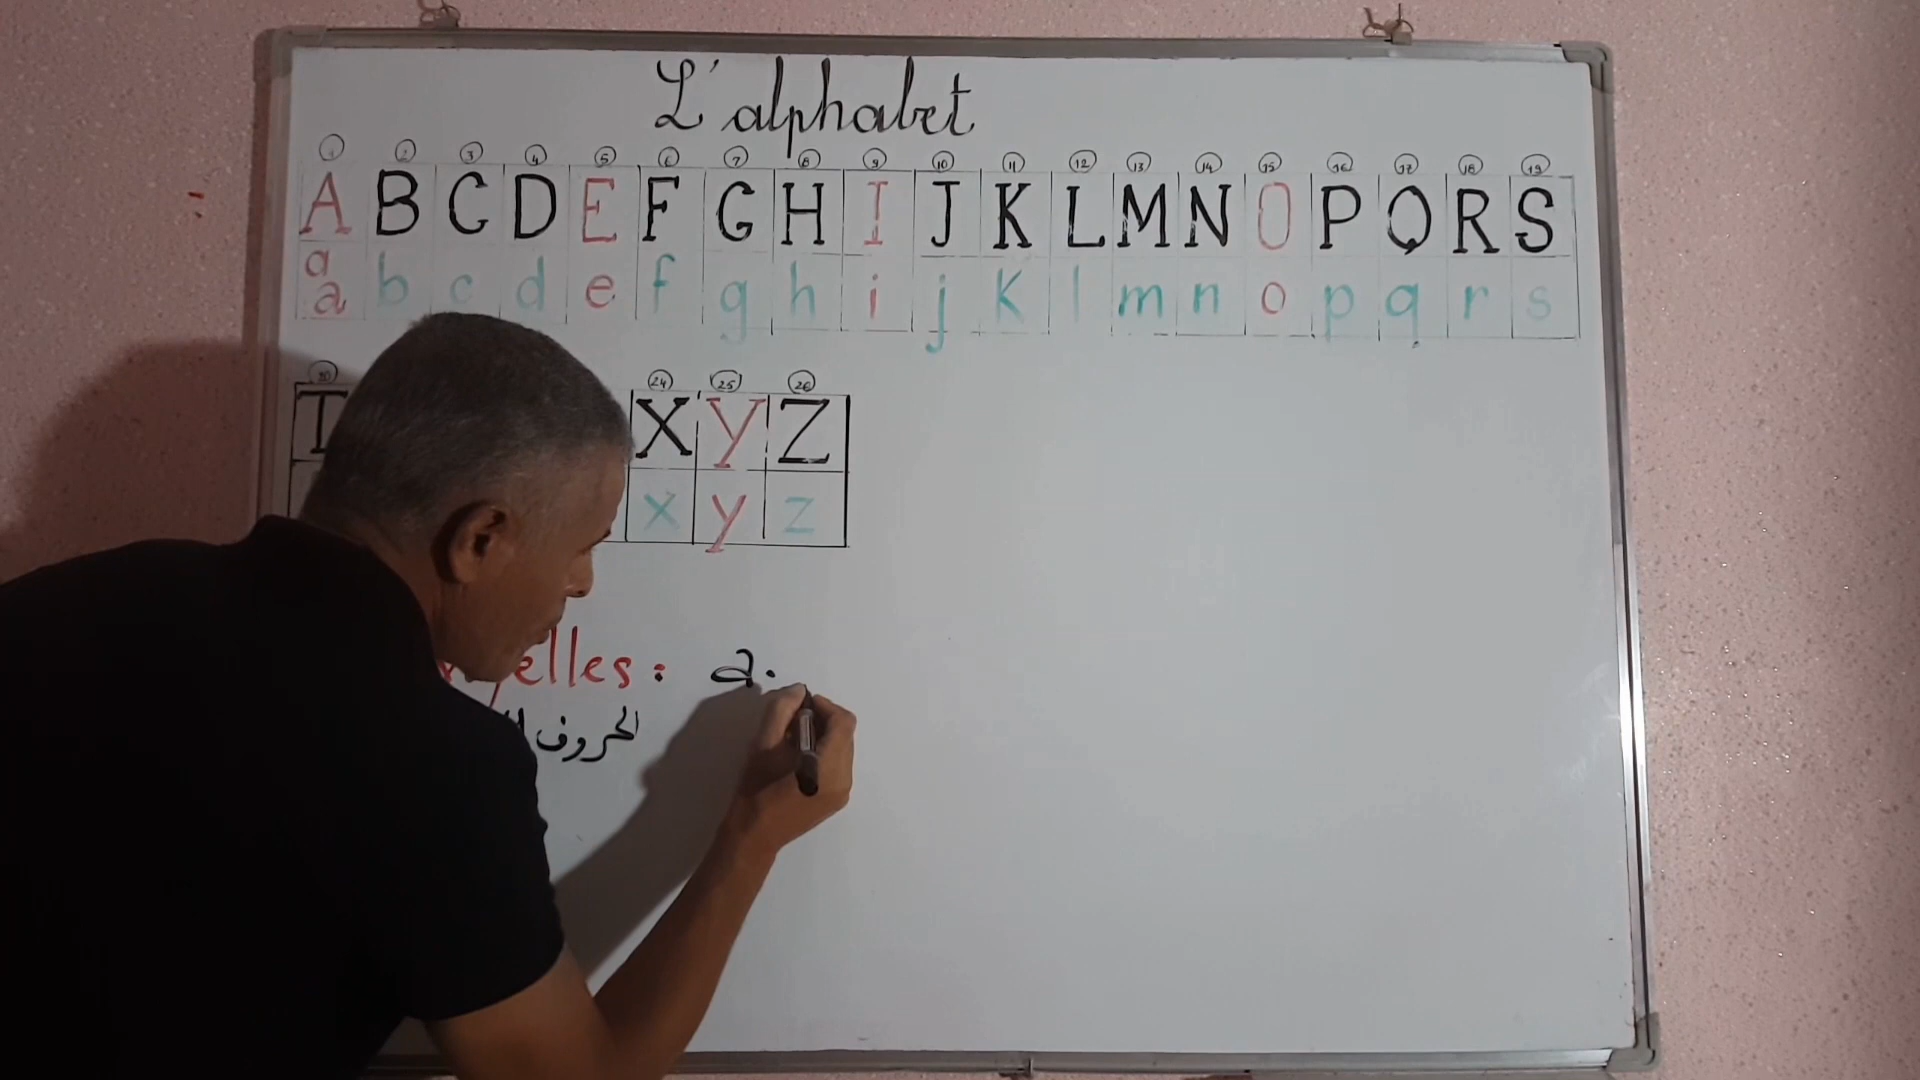 L'alphabet
1 2 3 4 5 6 7 8 9 10 11 12 13 14 15 16 17 18 19
A B C D E F G H I J K L M N O P Q R S
a
a b c d e f g h i j K l m n o p q r s
20 24 25 26
T X y Z
x y z
elles : a.
الحروف